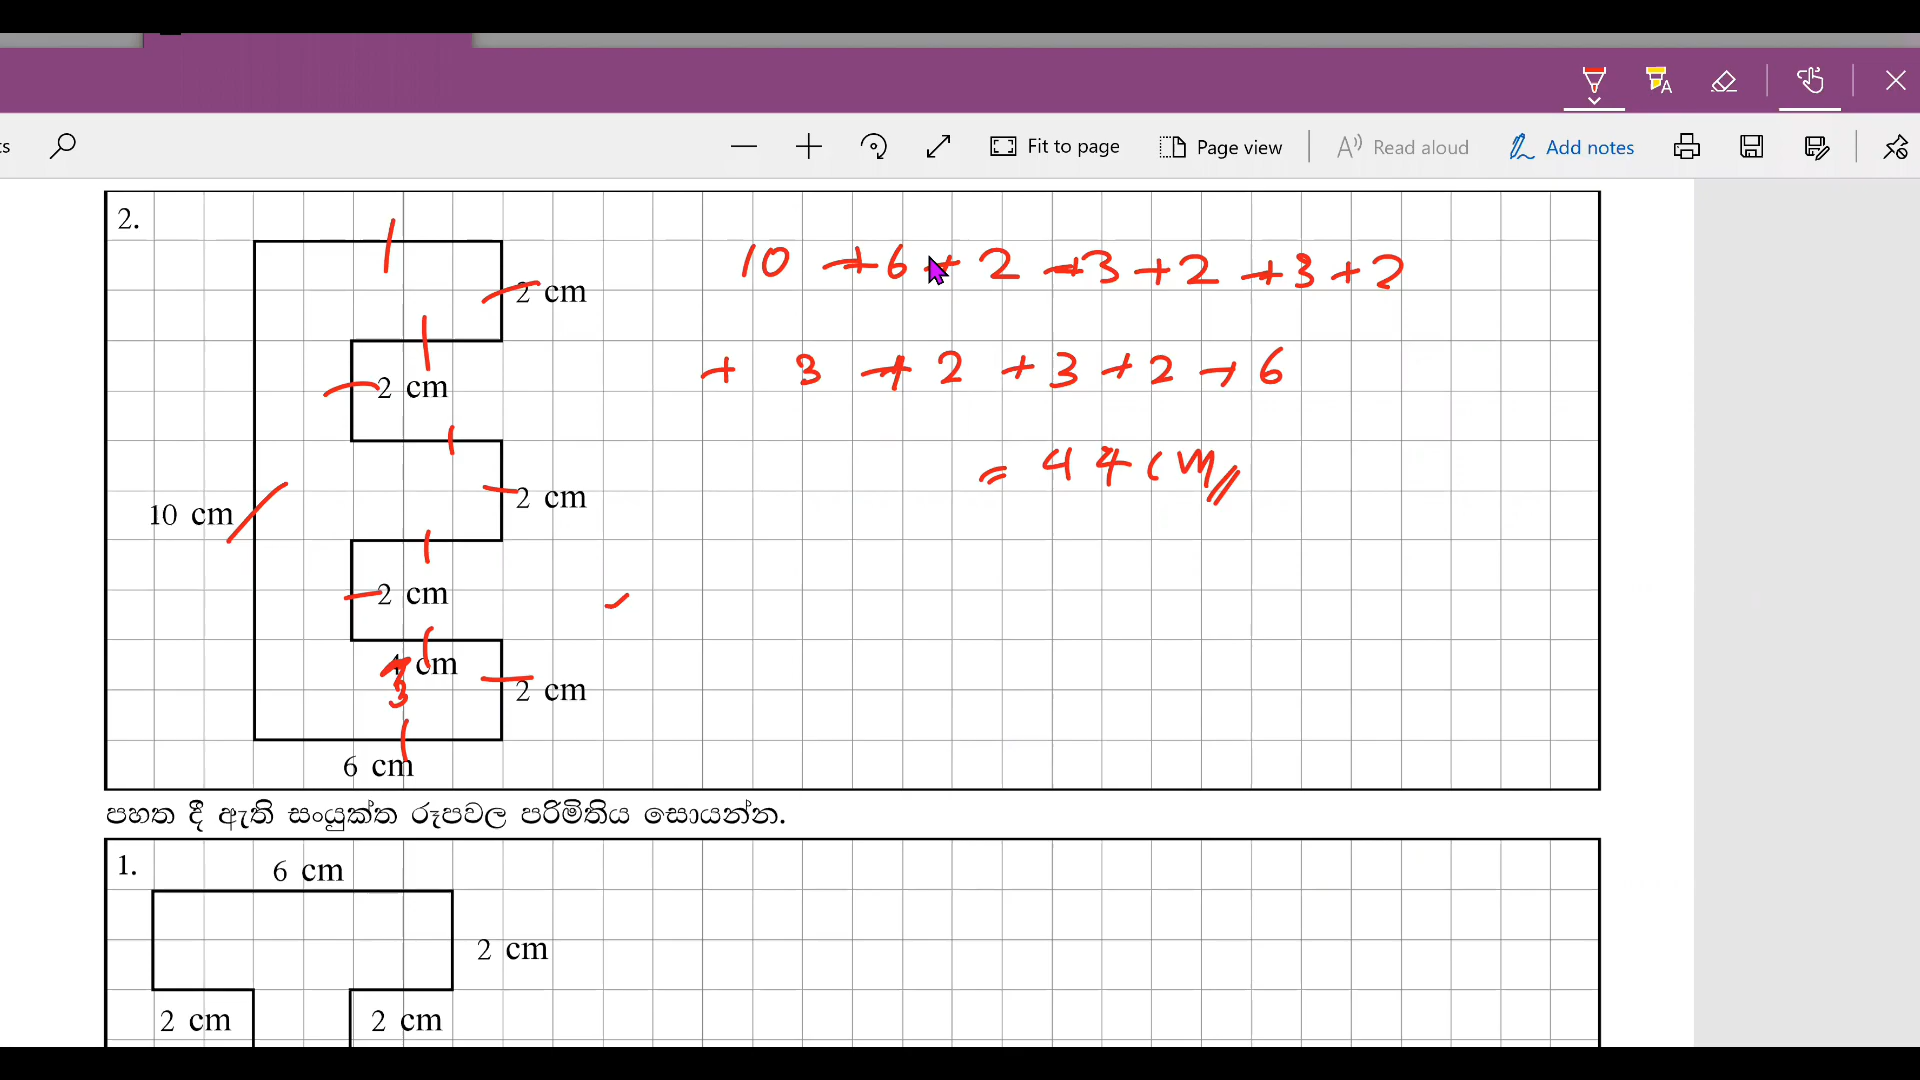 s Fit to page Page view Read aloud Add notes
2.
10 + 6 + 2 + 3 + 2 + 3 + 2
2 cm
+ 3 + 2 + 3 + 2 + 6
2 cm
= 44 cm
2 cm
10 cm
2 cm
4 cm
3
2 cm
6 cm
පහත දී ඇති සංයුක්ත රූපවල පරිමිතිය සොයන්න.
1.
6 cm
2 cm
2 cm 2 cm